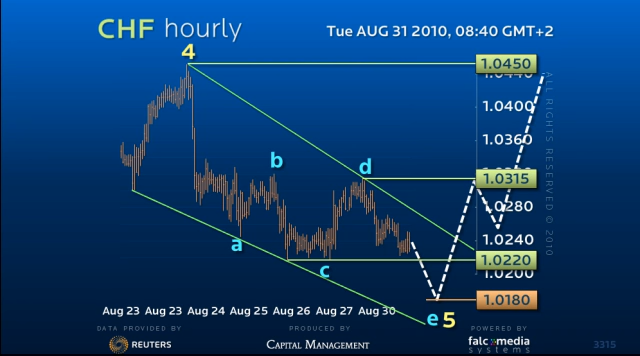 CHF hourly
Tue AUG 31 2010, 08:40 GMT+2
4
1.0450
1.0440
1.0400
1.0360
b
d
1.0315
1.0280
a
1.0240
1.0220
c
1.0200
1.0180
e 5
Aug 23 Aug 23 Aug 24 Aug 25 Aug 26 Aug 27 Aug 30
ALL RIGHTS RESERVED © 2010
DATA PROVIDED BY
REUTERS
PRODUCED BY
CAPITAL MANAGEMENT
POWERED BY
falc media
systems
3315